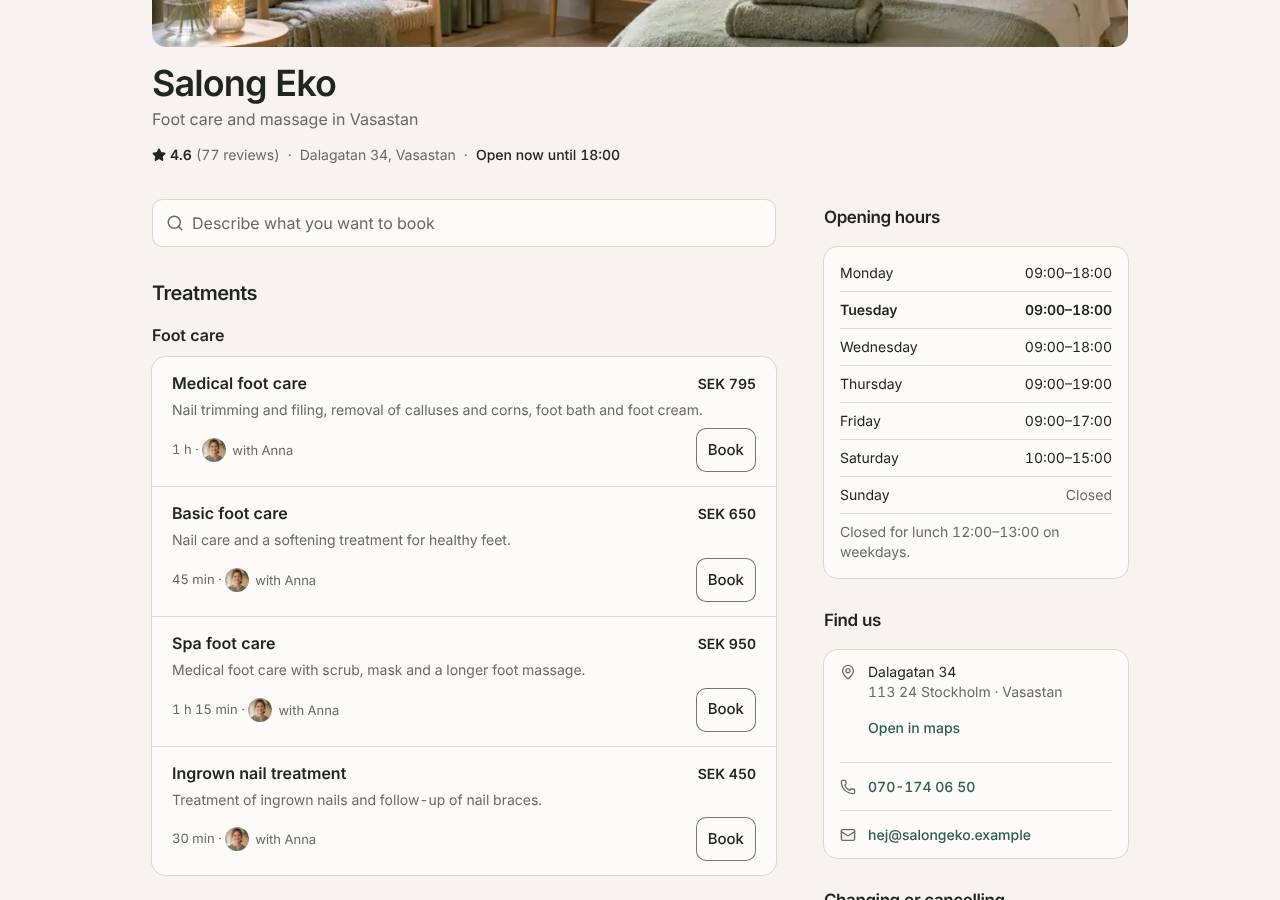 Salong Eko
Foot care and massage in Vasastan
4.6 (77 reviews) · Dalagatan 34, Vasastan · Open now until 18:00
Describe what you want to book
Treatments
Foot care
Medical foot care SEK 795
Nail trimming and filing, removal of calluses and corns, foot bath and foot cream.
1 h · with Anna Book
Basic foot care SEK 650
Nail care and a softening treatment for healthy feet.
45 min · with Anna Book
Spa foot care SEK 950
Medical foot care with scrub, mask and a longer foot massage.
1 h 15 min · with Anna Book
Ingrown nail treatment SEK 450
Treatment of ingrown nails and follow-up of nail braces.
30 min · with Anna Book
Opening hours
Monday 09:00–18:00
Tuesday 09:00–18:00
Wednesday 09:00–18:00
Thursday 09:00–19:00
Friday 09:00–17:00
Saturday 10:00–15:00
Sunday Closed
Closed for lunch 12:00–13:00 on
weekdays.
Find us
Dalagatan 34
113 24 Stockholm · Vasastan
Open in maps
070-174 06 50
hej@salongeko.example
Changing or cancelling